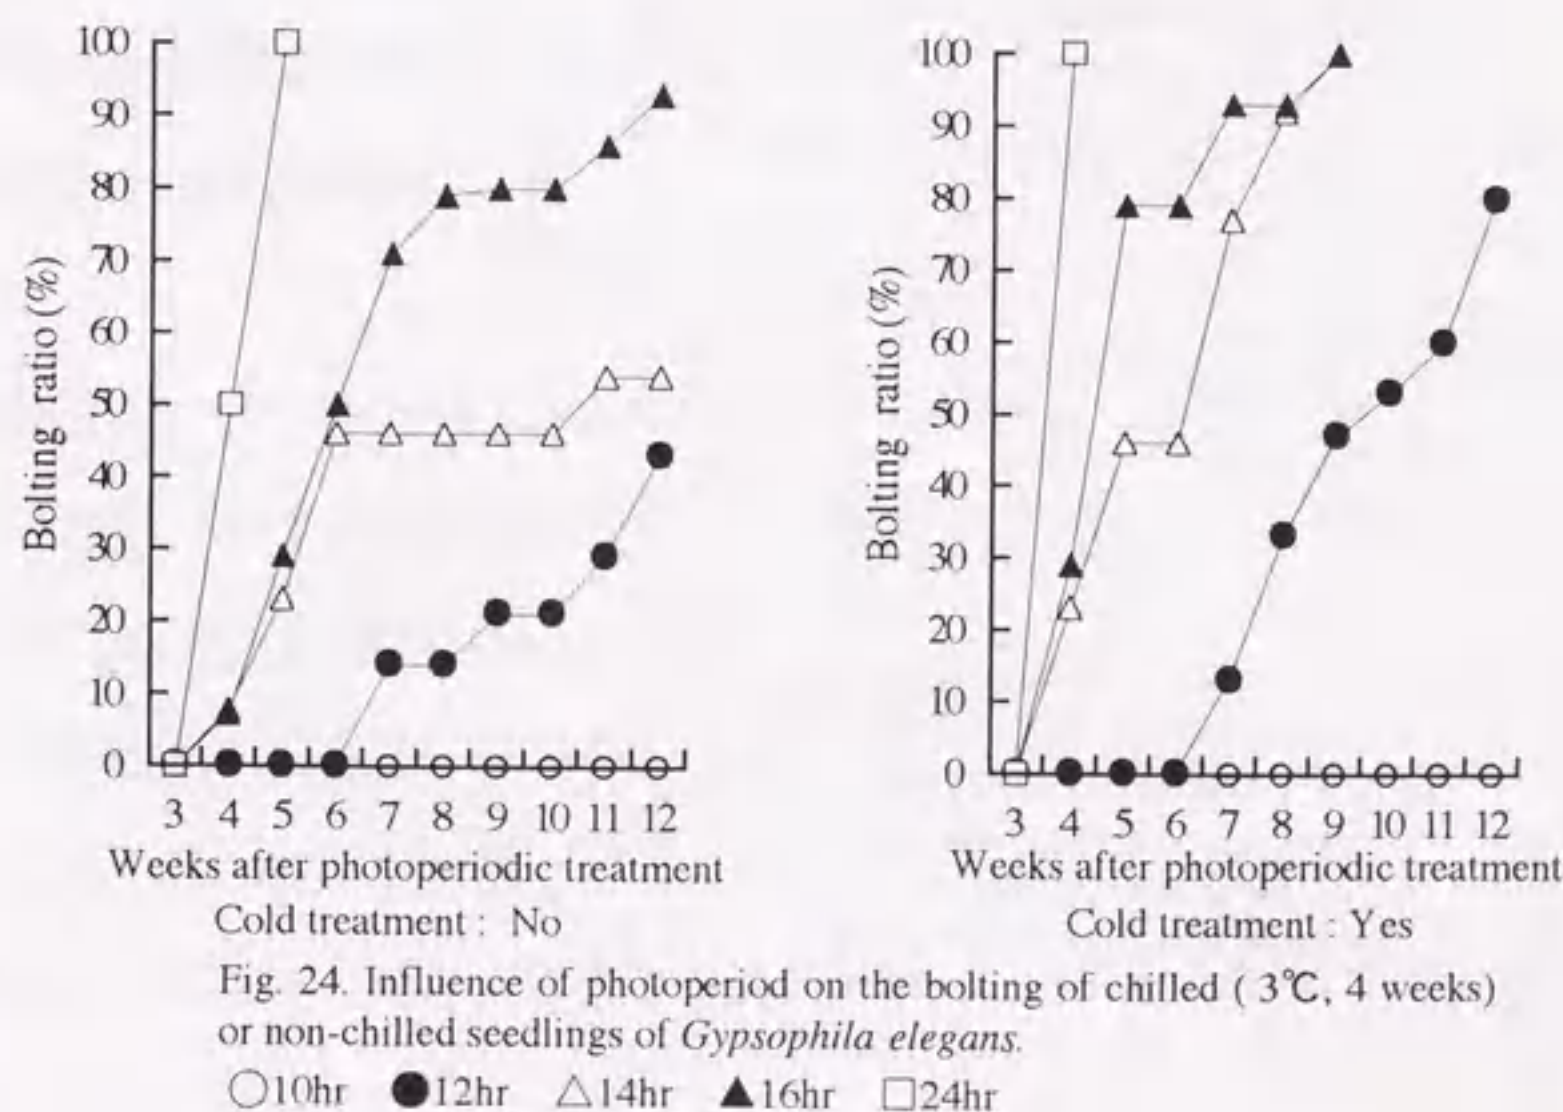 100
90
80
70
60
50
40
30
20
10
0
Bolting ratio (%)
3 4 5 6 7 8 9 10 11 12
Weeks after photoperiodic treatment
Cold treatment : No
100
90
80
70
60
50
40
30
20
10
0
Bolting ratio (%)
3 4 5 6 7 8 9 10 11 12
Weeks after photoperiodic treatment
Cold treatment : Yes
Fig. 24. Influence of photoperiod on the bolting of chilled ( 3℃, 4 weeks)
or non-chilled seedlings of Gypsophila elegans.
○10hr ●12hr △14hr ▲16hr □24hr